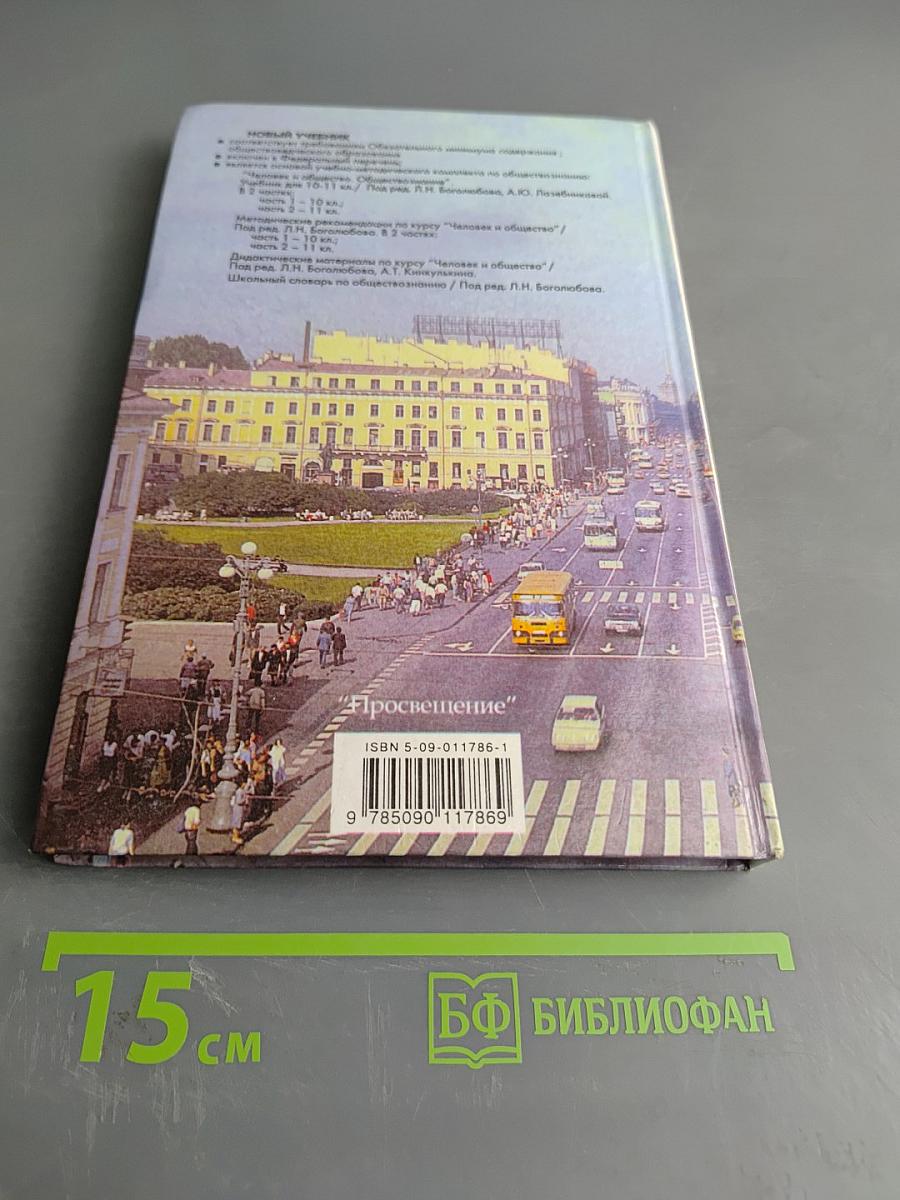 НОВЫЙ УЧЕБНИК
в соответствует требованиям Обязательного минимума содержания
обществоведческого образования
в включен в Федеральный перечень;
в является основой учебно-методического комплекта по обществознанию:
"Человек и общество. Обществознание".
Учебник для 10-11 кл./ Под ред. Л.Н. Боголюбова, А.Ю. Лазебниковой.
В 2 частях:
часть 1 – 10 кл.;
часть 2 – 11 кл.
Методические рекомендации по курсу "Человек и общество"/
Под ред. Л.Н. Боголюбова. В 2 частях:
часть 1 – 10 кл.;
часть 2 – 11 кл.
Дидактические материалы по курсу "Человек и общество"/
Под ред. Л.Н. Боголюбова, А.Т. Кинкулькина.
Школьный словарь по обществознанию / Под ред. Л.Н. Боголюбова.
"Просвещение"
ISBN 5-09-011786-1
9 785090 117869
15 см
БФ БИБЛИОФАН